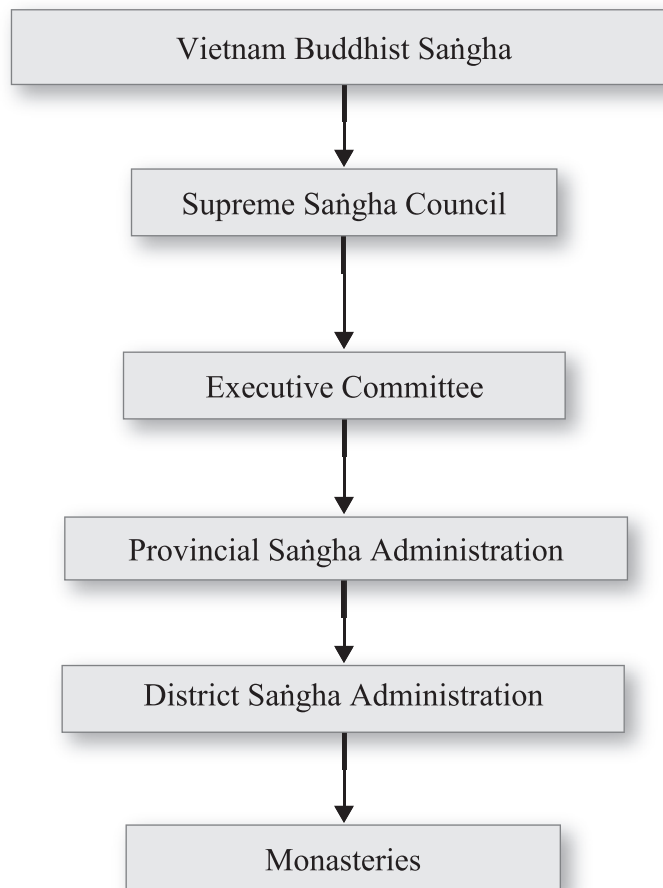 Vietnam Buddhist Saṅgha
Supreme Saṅgha Council
Executive Committee
Provincial Saṅgha Administration
District Saṅgha Administration
Monasteries